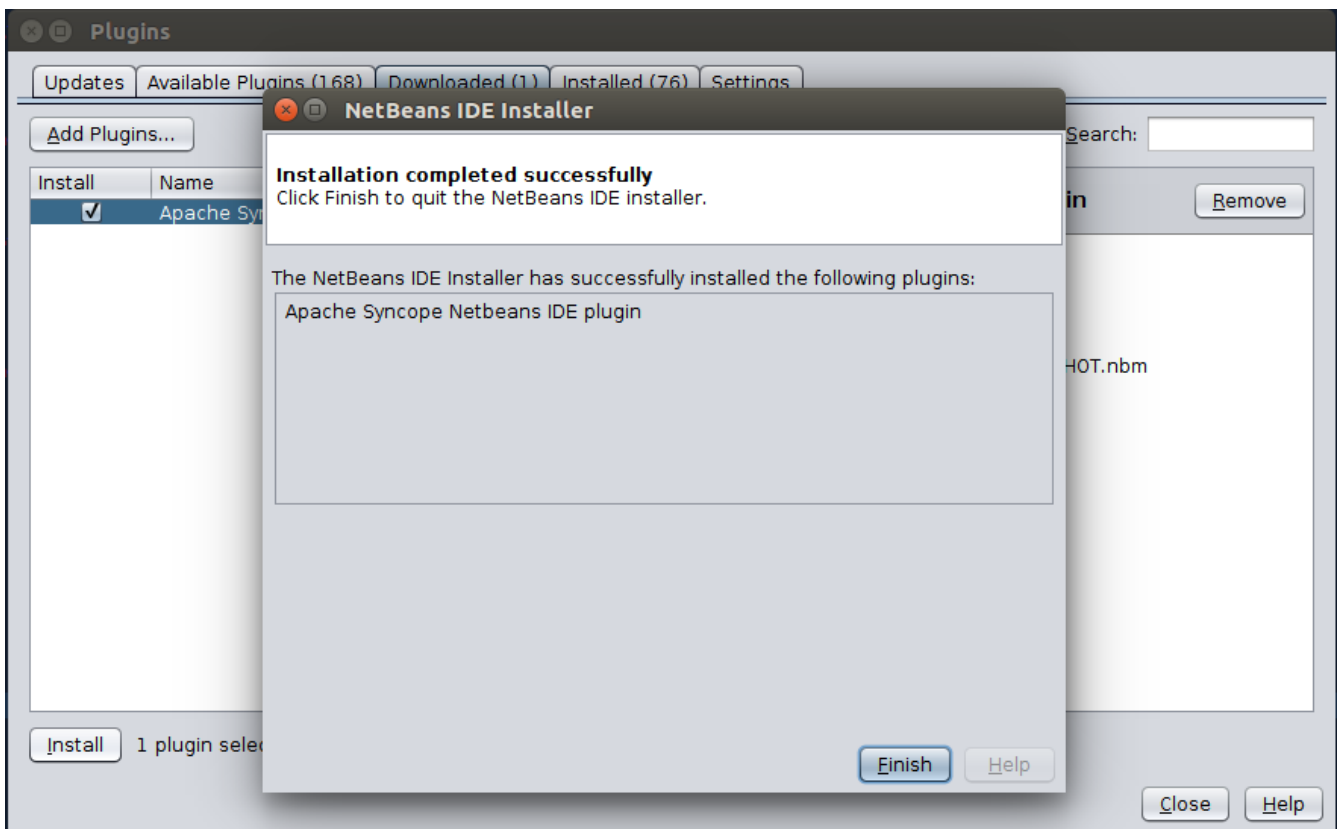 Plugins
Updates Available Plugins (168) Downloaded (1) Installed (76) Settings
NetBeans IDE Installer
Add Plugins...
Search:
Installation completed successfully
Click Finish to quit the NetBeans IDE installer.
Install Name
in
Remove
Apache Syn
The NetBeans IDE Installer has successfully installed the following plugins:
Apache Syncope Netbeans IDE plugin
HOT.nbm
Install 1 plugin selec
Finish Help
Close Help